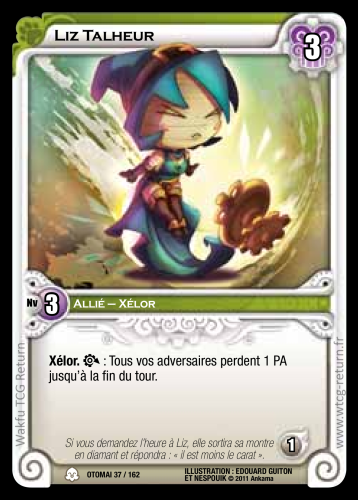 LIZ TALHEUR
3
Nv 3 ALLIÉ – XÉLOR
Xélor. : Tous vos adversaires perdent 1 PA
jusqu'à la fin du tour.
Si vous demandez l'heure à Liz, elle sortira sa montre
en diamant et répondra : « il est moins le carat ».
1
OTOMAI 37 / 162
ILLUSTRATION : EDOUARD GUITON
ET NESPOUIK © 2011 Ankama
Wakfu TCG Return
www.wtcg-return.fr